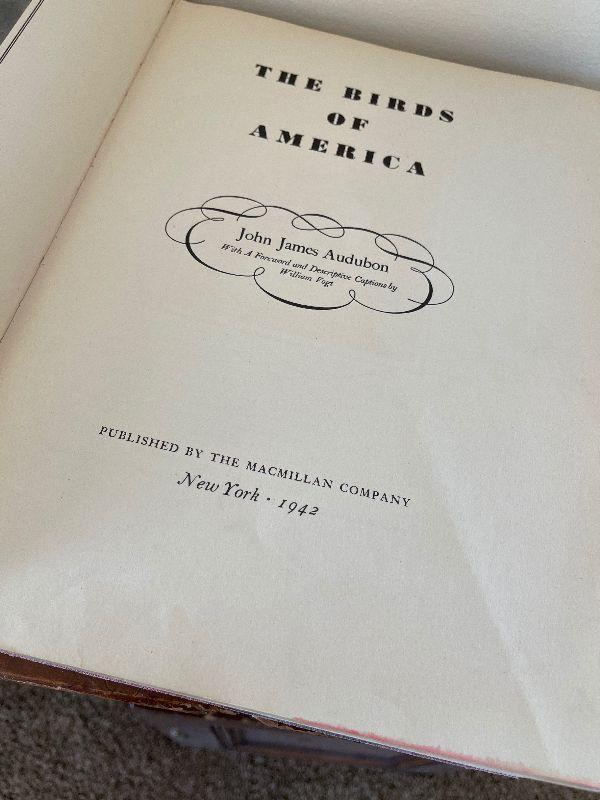 THE BIRDS
OF
AMERICA
John James Audubon
With A Foreword and Descriptive Captions by
William Vogt
PUBLISHED BY THE MACMILLAN COMPANY
New York · 1942